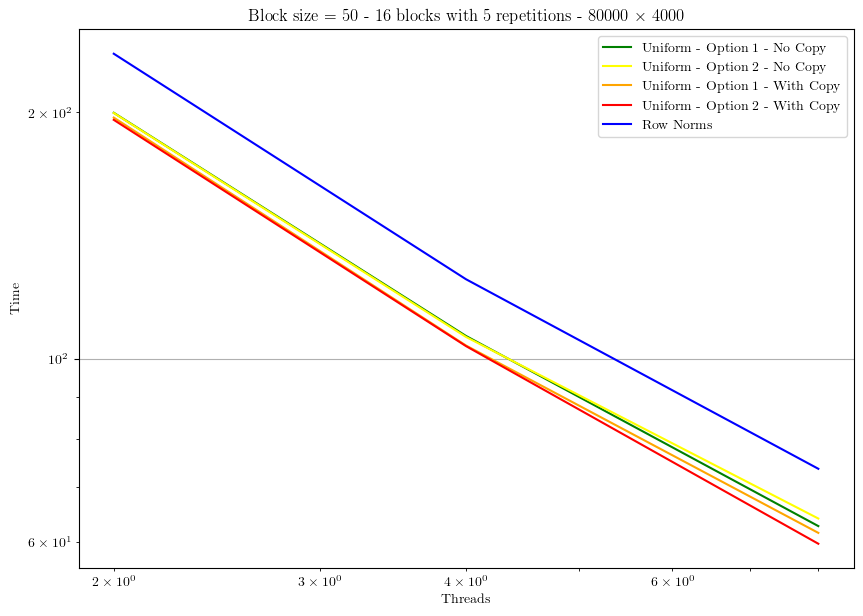 Block size = 50 - 16 blocks with 5 repetitions - 80000 × 4000
Uniform - Option 1 - No Copy
Uniform - Option 2 - No Copy
Uniform - Option 1 - With Copy
Uniform - Option 2 - With Copy
Row Norms
2 × 10²
10²
6 × 10¹
Time
2 × 10⁰ 3 × 10⁰ 4 × 10⁰ 6 × 10⁰
Threads